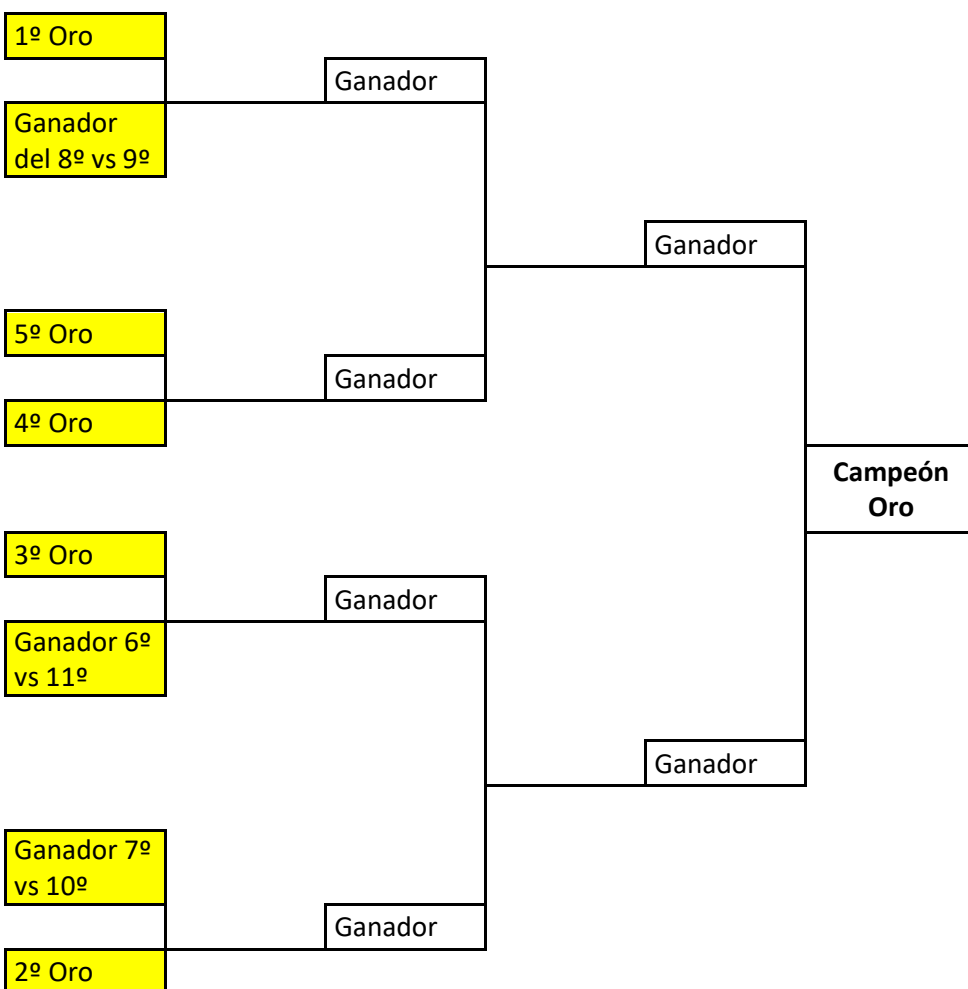 1º Oro
Ganador
Ganador
del 8º vs 9º
Ganador
5º Oro
Ganador
4º Oro
Campeón
Oro
3º Oro
Ganador
Ganador 6º
vs 11º
Ganador
Ganador 7º
vs 10º
Ganador
2º Oro